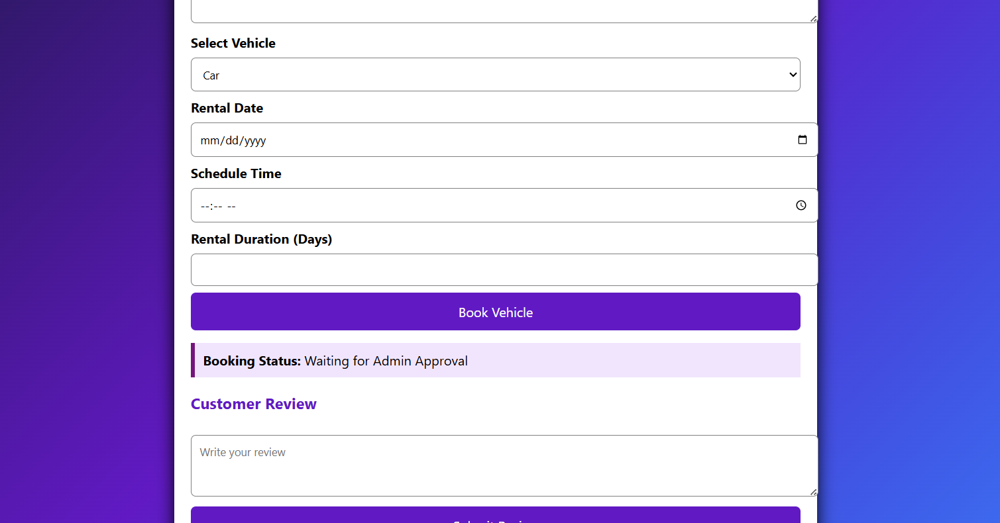 Select Vehicle
Car
Rental Date
mm/dd/yyyy
Schedule Time
--:-- --
Rental Duration (Days)
Book Vehicle
Booking Status: Waiting for Admin Approval
Customer Review
Write your review